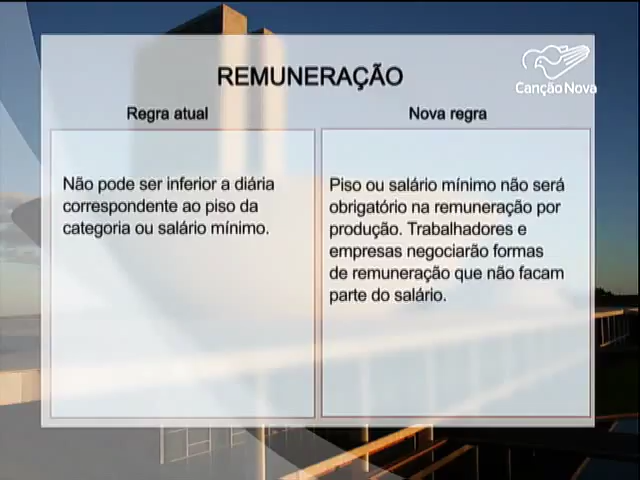 REMUNERAÇÃO
Canção Nova
Regra atual
Nova regra
Não pode ser inferior a diária
correspondente ao piso da
categoria ou salário mínimo.
Piso ou salário mínimo não será
obrigatório na remuneração por
produção. Trabalhadores e
empresas negociarão formas
de remuneração que não facam
parte do salário.